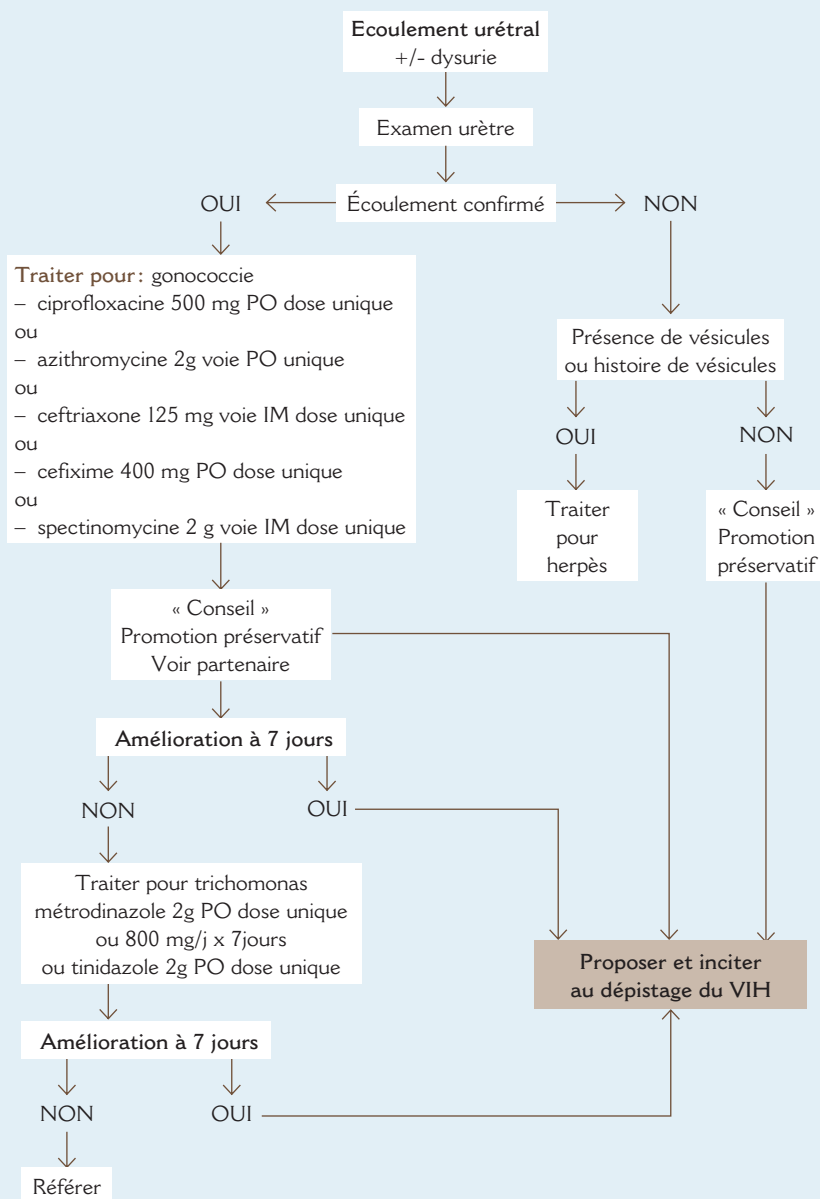 Ecoulement urétral
+/- dysurie
Examen urètre
OUI
Écoulement confirmé
NON
Traiter pour : gonococcie
– ciprofloxacine 500 mg PO dose unique
ou
– azithromycine 2g voie PO unique
ou
– ceftriaxone 125 mg voie IM dose unique
ou
– cefixime 400 mg PO dose unique
ou
– spectinomycine 2 g voie IM dose unique
Présence de vésicules
ou histoire de vésicules
OUI
NON
Traiter
pour
herpès
« Conseil »
Promotion
préservatif
« Conseil »
Promotion préservatif
Voir partenaire
Amélioration à 7 jours
NON
OUI
Traiter pour trichomonas
métrodinazole 2g PO dose unique
ou 800 mg/j x 7jours
ou tinidazole 2g PO dose unique
Proposer et inciter
au dépistage du VIH
Amélioration à 7 jours
NON
OUI
Référer